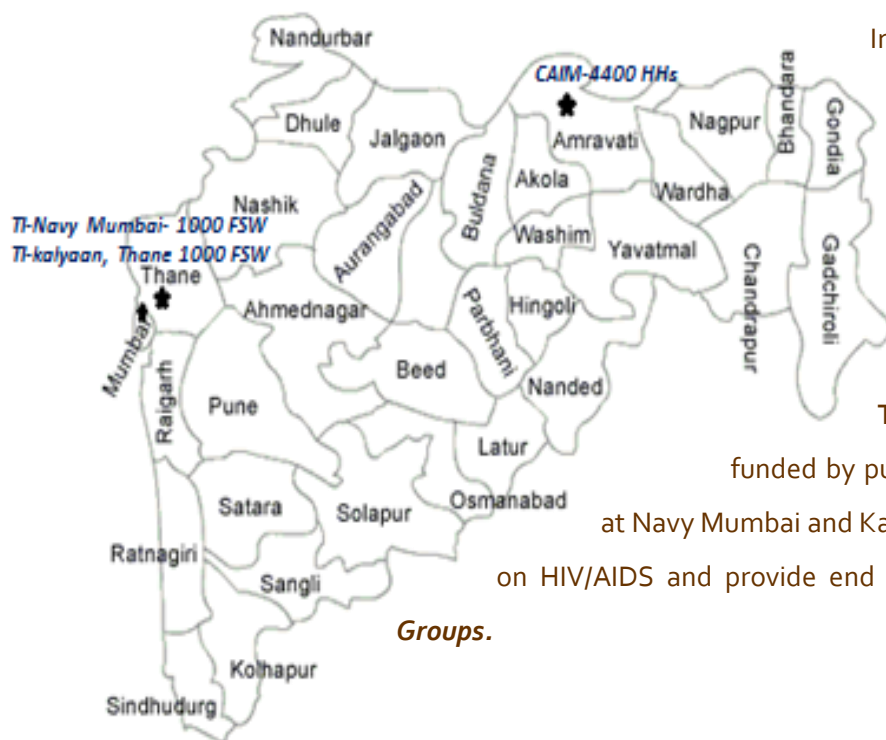 Nandurbar
In
CAIM-4400 HHs
Dhule
Jalgaon
Buldana
Akola
Amravati
Nagpur
Bhandara
Gondia
Wardha
Nashik
Aurangabad
Washim
Yavatmal
TI-Navy Mumbai- 1000 FSW
TI-kalyaan, Thane 1000 FSW
Thane
Ahmednagar
Parbhani
Hingoli
Chandrapur
Gadchiroli
Mumbai
Raigarh
Pune
Beed
Nanded
Latur
T
funded by pu
Satara
Solapur
Osmanabad
at Navy Mumbai and Ka
Ratnagiri
Sangli
on HIV/AIDS and provide end
Groups.
Kolhapur
Sindhudurg